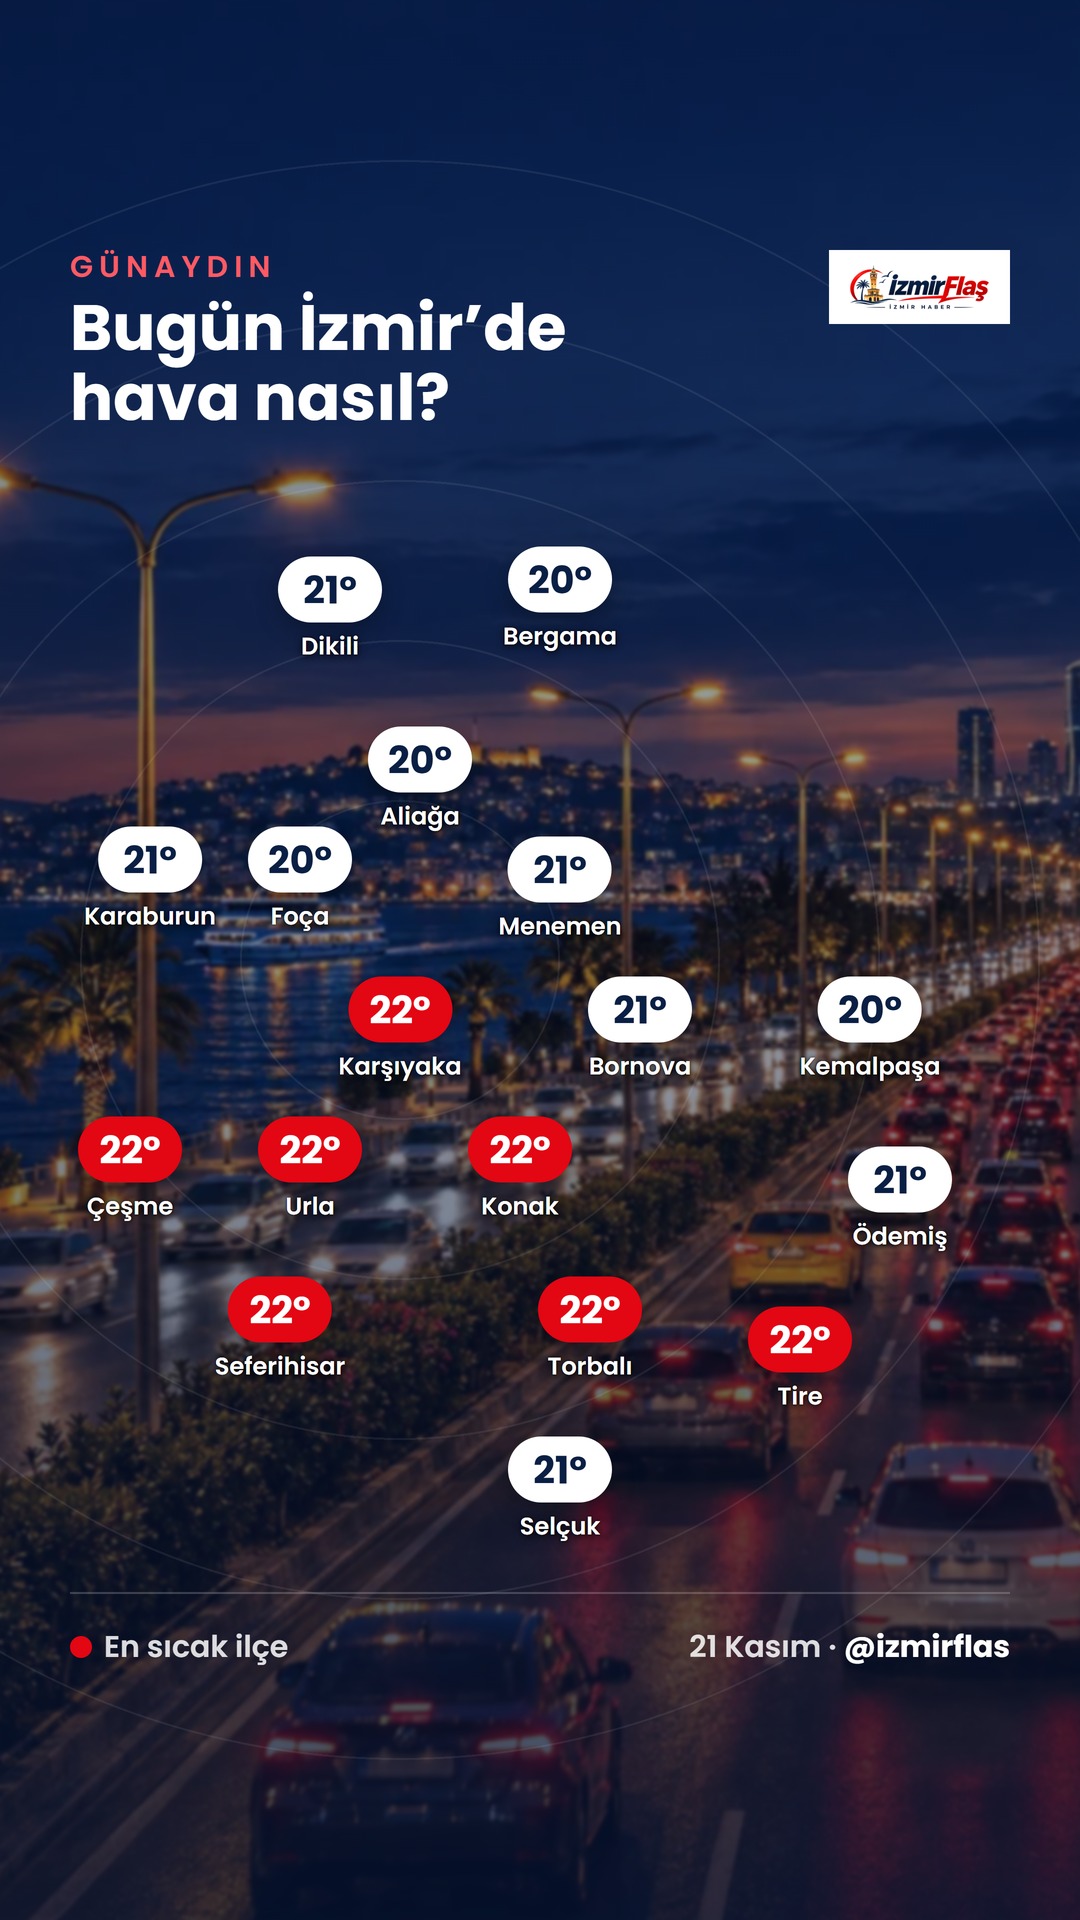 GÜNAYDIN
Bugün İzmir’de
hava nasıl?
izmirFlaş
İZMİR HABER
21°
Dikili
20°
Bergama
20°
Aliağa
21°
Karaburun
20°
Foça
21°
Menemen
22°
Karşıyaka
21°
Bornova
20°
Kemalpaşa
22°
Çeşme
22°
Urla
22°
Konak
21°
Ödemiş
22°
Seferihisar
22°
Torbalı
22°
Tire
21°
Selçuk
En sıcak ilçe
21 Kasım · @izmirflas